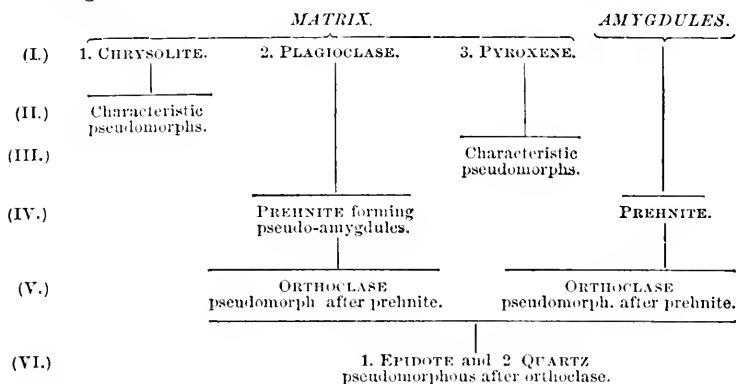 MATRIX. AMYGDULES.
(I.) 1. CHRYSOLITE. 2. PLAGIOCLASE. 3. PYROXENE.
(II.) Characteristic
pseudomorphs.
(III.) Characteristic
pseudomorphs.
(IV.) PREHNITE forming
pseudo-amygdules. PREHNITE.
(V.) ORTHOCLASE ORTHOCLASE
pseudomorph after prehnite. pseudomorph. after prehnite.
(VI.) 1. EPIDOTE and 2 QUARTZ
pseudomorphous after orthoclase.